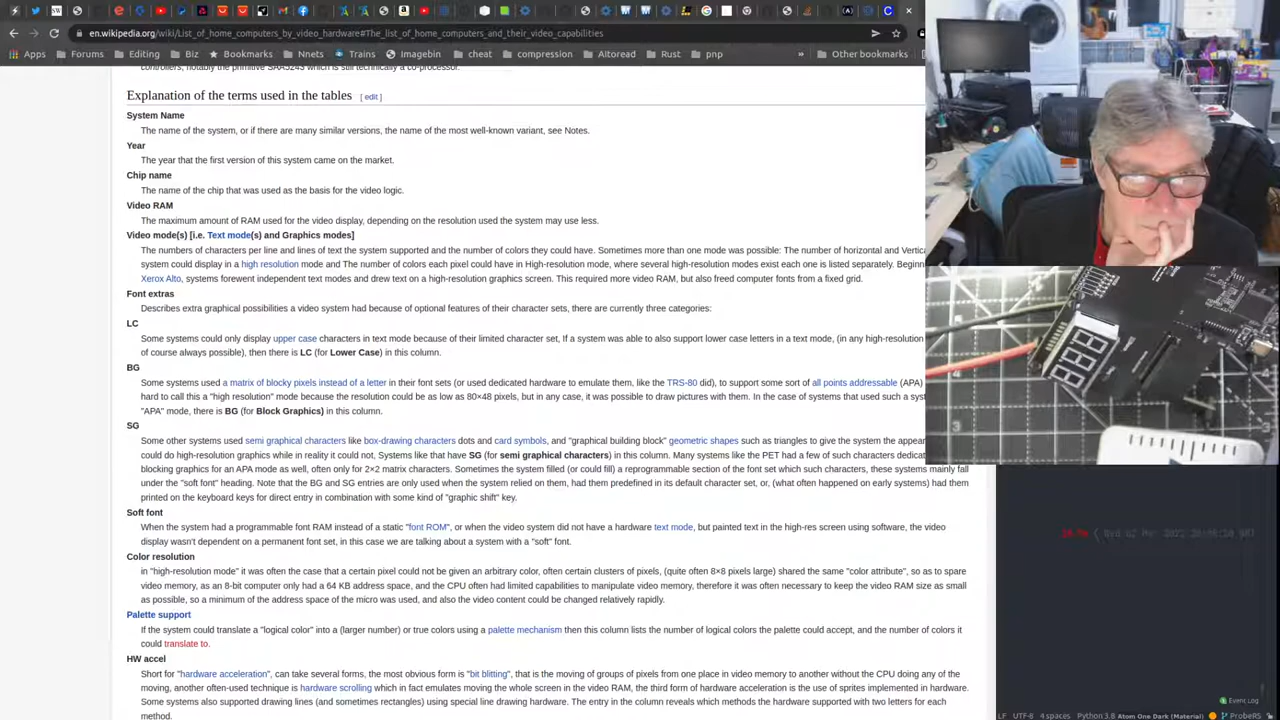 en.wikipedia.org/wiki/List_of_home_computers_by_video_hardware#The_list_of_home_computers_and_their_video_capabilities
Apps Forums Editing Biz Bookmarks Nnets Trains Imagebin cheat compression Aitoread Rust pnp » Other bookmarks
controllers, notably the primitive SAA5243 which is still technically a co-processor.
Explanation of the terms used in the tables [ edit ]
System Name
The name of the system, or if there are many similar versions, the name of the most well-known variant, see Notes.
Year
The year that the first version of this system came on the market.
Chip name
The name of the chip that was used as the basis for the video logic.
Video RAM
The maximum amount of RAM used for the video display, depending on the resolution used the system may use less.
Video mode(s) [i.e. Text mode(s) and Graphics modes]
The numbers of characters per line and lines of text the system supported and the number of colors they could have. Sometimes more than one mode was possible: The number of horizontal and Vertic
system could display in a high resolution mode and The number of colors each pixel could have in High-resolution mode, where several high-resolution modes exist each one is listed separately. Beginn
Xerox Alto, systems forewent independent text modes and drew text on a high-resolution graphics screen. This required more video RAM, but also freed computer fonts from a fixed grid.
Font extras
Describes extra graphical possibilities a video system had because of optional features of their character sets, there are currently three categories:
LC
Some systems could only display upper case characters in text mode because of their limited character set, If a system was able to also support lower case letters in a text mode, (in any high-resolution
of course always possible), then there is LC (for Lower Case) in this column.
BG
Some systems used a matrix of blocky pixels instead of a letter in their font sets (or used dedicated hardware to emulate them, like the TRS-80 did), to support some sort of all points addressable (APA)
hard to call this a "high resolution" mode because the resolution could be as low as 80×48 pixels, but in any case, it was possible to draw pictures with them. In the case of systems that used such a syst
"APA" mode, there is BG (for Block Graphics) in this column.
SG
Some other systems used semi graphical characters like box-drawing characters dots and card symbols, and "graphical building block" geometric shapes such as triangles to give the system the appear
could do high-resolution graphics while in reality it could not, Systems like that have SG (for semi graphical characters) in this column. Many systems like the PET had a few of such characters dedicat
blocking graphics for an APA mode as well, often only for 2×2 matrix characters. Sometimes the system filled (or could fill) a reprogrammable section of the font set which such characters, these systems mainly fall
under the "soft font" heading. Note that the BG and SG entries are only used when the system relied on them, had them predefined in its default character set, or, (what often happened on early systems) had them
printed on the keyboard keys for direct entry in combination with some kind of "graphic shift" key.
Soft font
When the system had a programmable font RAM instead of a static "font ROM", or when the video system did not have a hardware text mode, but painted text in the high-res screen using software, the video
display wasn't dependent on a permanent font set, in this case we are talking about a system with a "soft" font.
Color resolution
in "high-resolution mode" it was often the case that a certain pixel could not be given an arbitrary color, often certain clusters of pixels, (quite often 8×8 pixels large) shared the same "color attribute", so as to spare
video memory, as an 8-bit computer only had a 64 KB address space, and the CPU often had limited capabilities to manipulate video memory, therefore it was often necessary to keep the video RAM size as small
as possible, so a minimum of the address space of the micro was used, and also the video content could be changed relatively rapidly.
Palette support
If the system could translate a "logical color" into a (larger number) or true colors using a palette mechanism then this column lists the number of logical colors the palette could accept, and the number of colors it
could translate to.
HW accel
Short for "hardware acceleration", can take several forms, the most obvious form is "bit blitting", that is the moving of groups of pixels from one place in video memory to another without the CPU doing any of the
moving, another often-used technique is hardware scrolling which in fact emulates moving the whole screen in the video RAM, the third form of hardware acceleration is the use of sprites implemented in hardware.
Some systems also supported drawing lines (and sometimes rectangles) using special line drawing hardware. The entry in the column reveals which methods the hardware supported with two letters for each
method.
Event Log
LF UTF-8 4 spaces Python 3.8 Atom One Dark (Material) ProbeRS